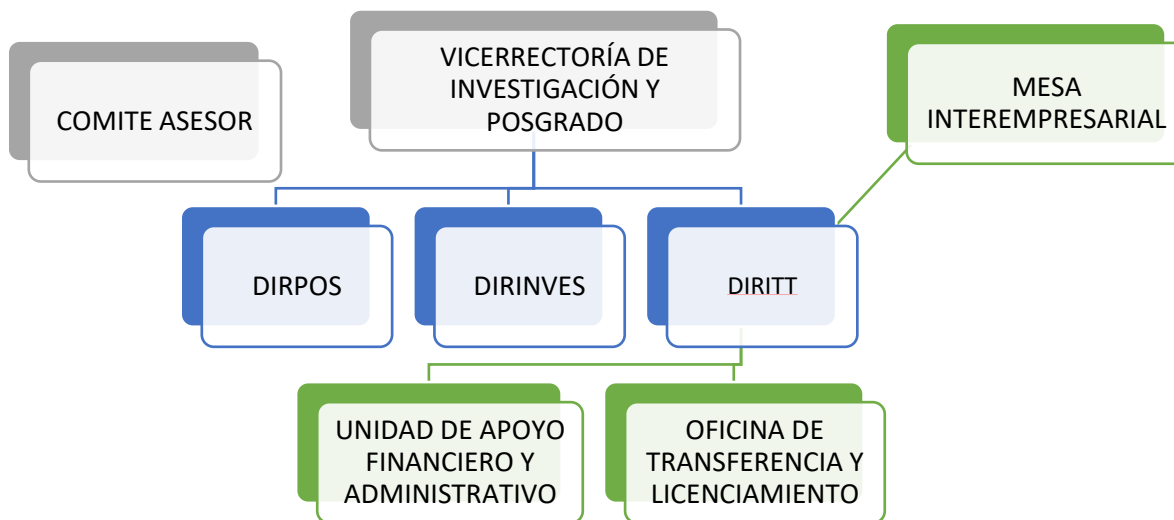 COMITE ASESOR
VICERRECTORÍA DE
INVESTIGACIÓN Y
POSGRADO
MESA
INTEREMPRESARIAL
DIRPOS
DIRINVES
DIRITT
UNIDAD DE APOYO
FINANCIERO Y
ADMINISTRATIVO
OFICINA DE
TRANSFERENCIA Y
LICENCIAMIENTO